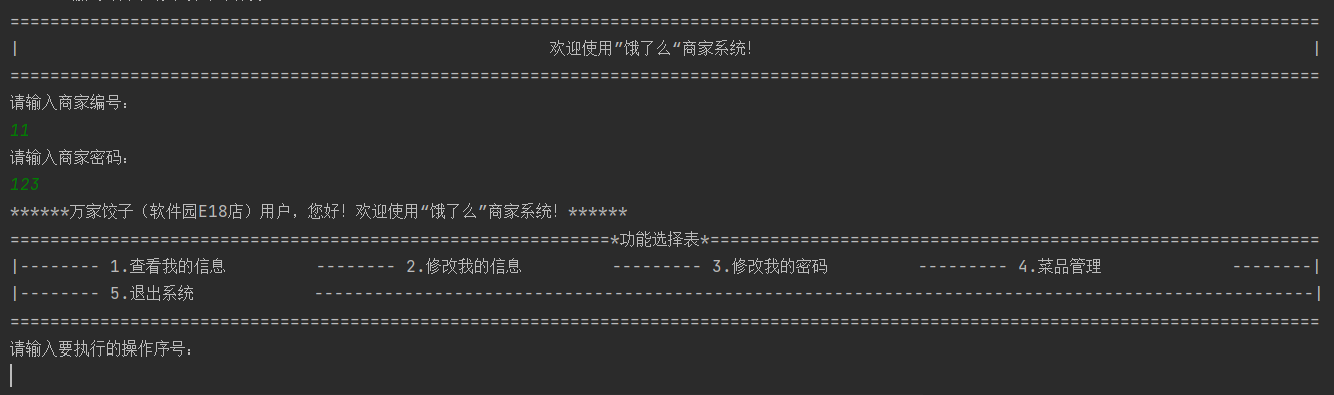 ==================================================================================================================================
| 欢迎使用”饿了么“商家系统! |
==================================================================================================================================
请输入商家编号:
11
请输入商家密码:
123
******万家饺子（软件园E18店）用户, 您好! 欢迎使用“饿了么”商家系统! ******
============================================================*功能选择表*=============================================================
|-------- 1.查看我的信息 -------- 2.修改我的信息 --------- 3.修改我的密码 --------- 4.菜品管理 --------|
|-------- 5.退出系统 ----------------------------------------------------------------------------------------------------|
==================================================================================================================================
请输入要执行的操作序号: